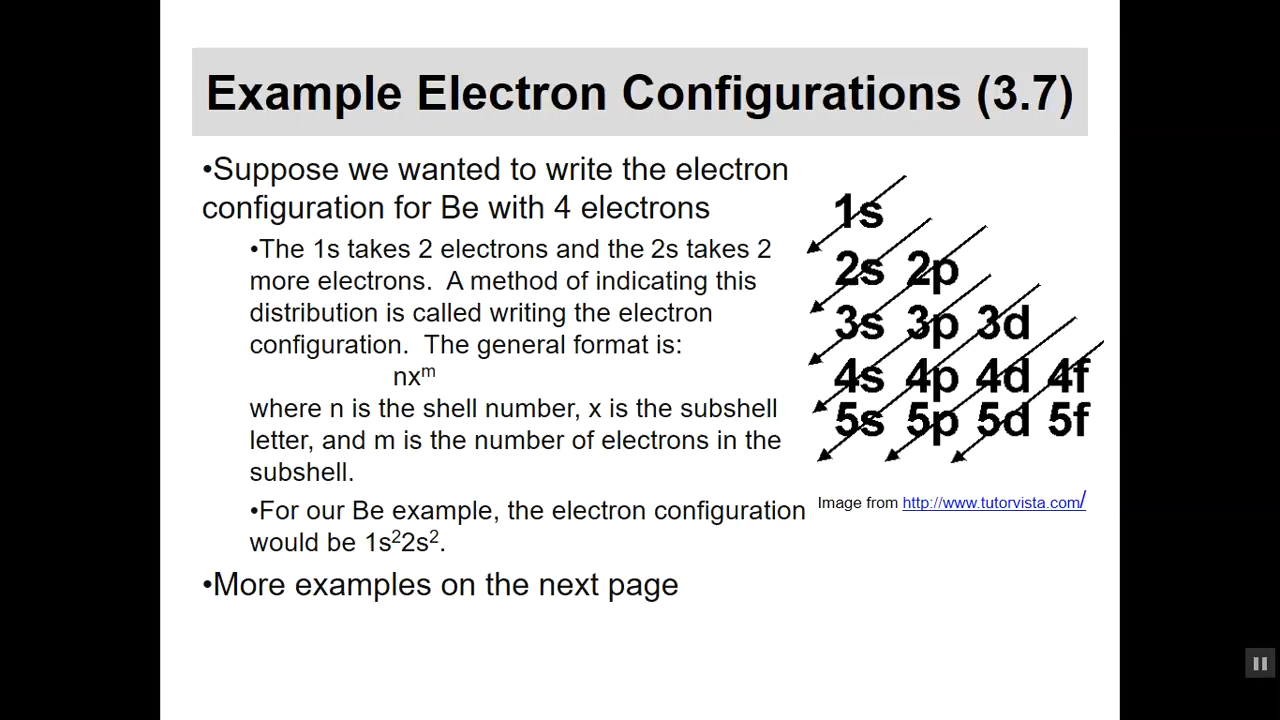 Example Electron Configurations (3.7)
•Suppose we wanted to write the electron
configuration for Be with 4 electrons
•The 1s takes 2 electrons and the 2s takes 2
more electrons.  A method of indicating this
distribution is called writing the electron
configuration.  The general format is:
nxᵐ
where n is the shell number, x is the subshell
letter, and m is the number of electrons in the
subshell.
•For our Be example, the electron configuration
would be 1s²2s².
•More examples on the next page
1s
2s 2p
3s 3p 3d
4s 4p 4d 4f
5s 5p 5d 5f
Image from http://www.tutorvista.com/